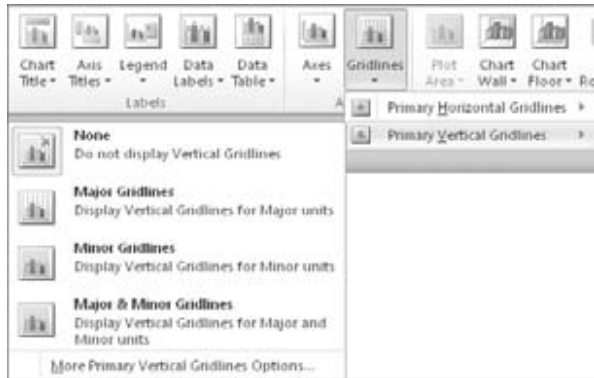 Chart Title
Axis Titles
Legend
Data Labels
Data Table
Axes
Gridlines
Plot Area
Chart Wall
Chart Floor
Labels
A
Primary Horizontal Gridlines
Primary Vertical Gridlines
None
Do not display Vertical Gridlines
Major Gridlines
Display Vertical Gridlines for Major units
Minor Gridlines
Display Vertical Gridlines for Minor units
Major & Minor Gridlines
Display Vertical Gridlines for Major and
Minor units
More Primary Vertical Gridlines Options...